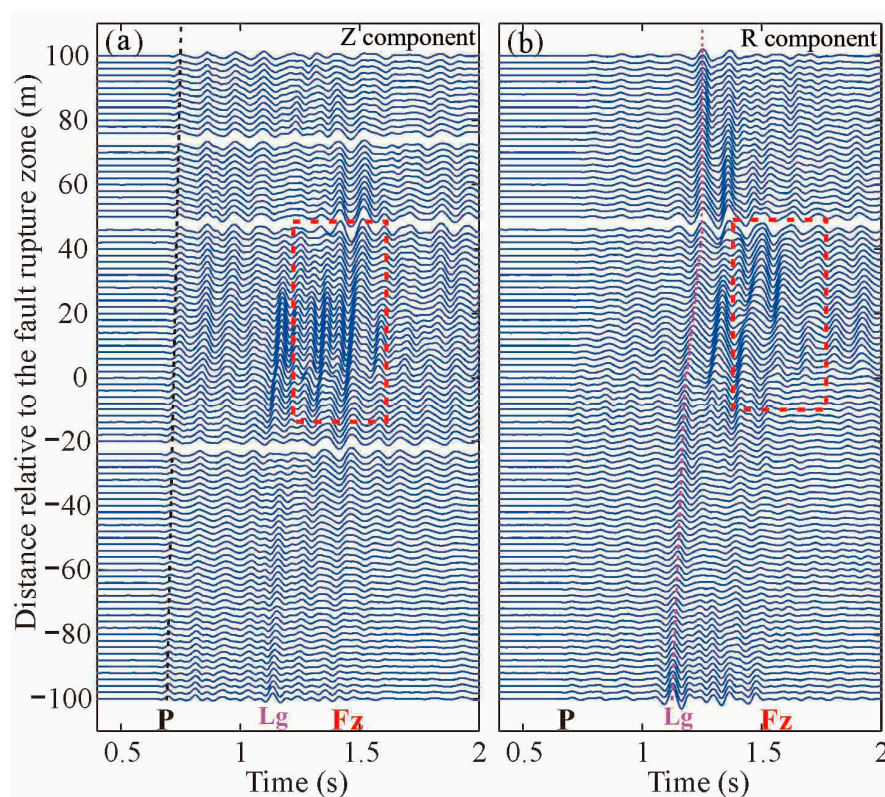 (a) Z component
(b) R component
Distance relative to the fault rupture zone (m)
100
80
60
40
20
0
−20
−40
−60
−80
−100
P Lg Fz
P Lg Fz
0.5 1 1.5 2
0.5 1 1.5 2
Time (s)
Time (s)